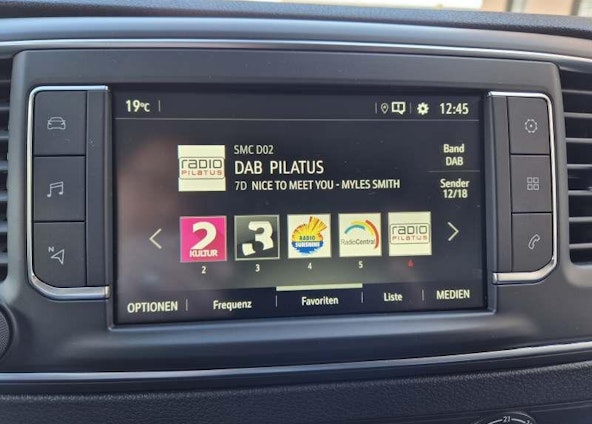 19°C
12:45
SMC D02
radio
PILATUS
DAB PILATUS
7D NICE TO MEET YOU - MYLES SMITH
Band
DAB
Sender
12/18
2
KULTUR
3
RADIO
SUNSHINE
RadioCentral
radio
PILATUS
2
3
4
5
6
OPTIONEN
Frequenz
Favoriten
Liste
MEDIEN
N
21